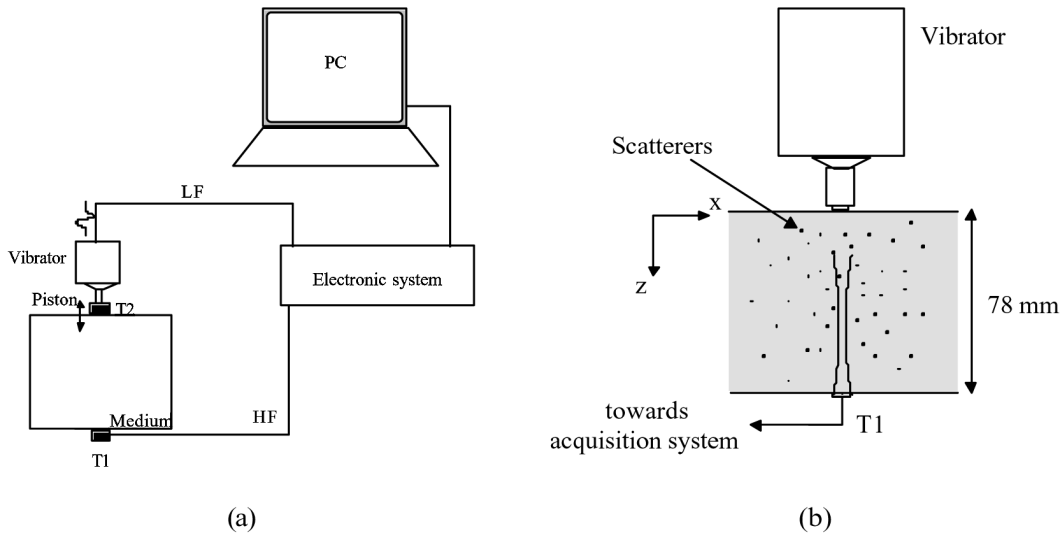 PC
LF
Vibrator
Electronic system
Piston
T2
Medium
HF
T1
(a)
Vibrator
Scatterers
x
z
78 mm
towards
acquisition system
T1
(b)